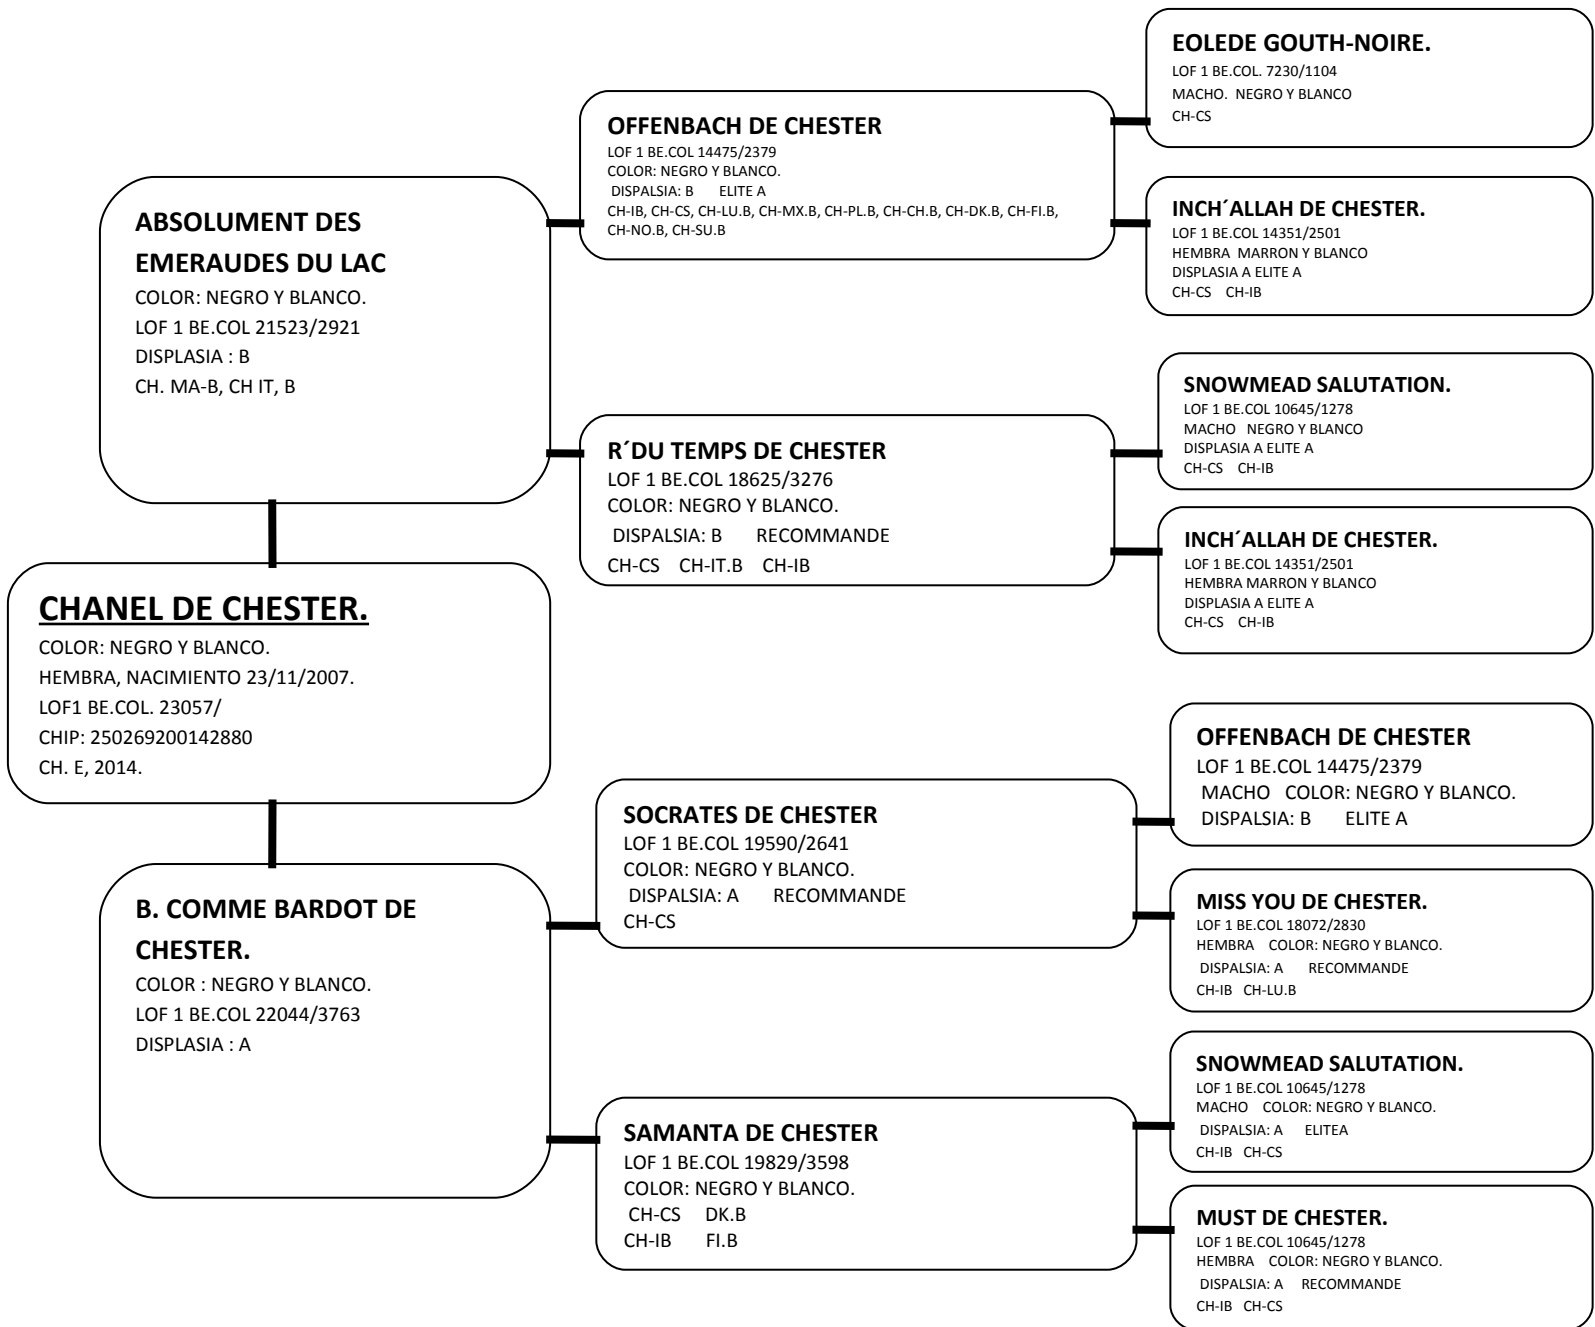 EOLEDE GOUTH-NOIRE.
LOF 1 BE.COL. 7230/1104
MACHO. NEGRO Y BLANCO
CH-CS
OFFENBACH DE CHESTER
LOF 1 BE.COL 14475/2379
COLOR: NEGRO Y BLANCO.
DISPALSIA: B ELITE A
CH-IB, CH-CS, CH-LU.B, CH-MX.B, CH-PL.B, CH-CH.B, CH-DK.B, CH-FI.B,
CH-NO.B, CH-SU.B
INCH´ALLAH DE CHESTER.
LOF 1 BE.COL 14351/2501
HEMBRA MARRON Y BLANCO
DISPLASIA A ELITE A
CH-CS CH-IB
ABSOLUMENT DES
EMERAUDES DU LAC
COLOR: NEGRO Y BLANCO.
LOF 1 BE.COL 21523/2921
DISPLASIA : B
CH. MA-B, CH IT, B
SNOWMEAD SALUTATION.
LOF 1 BE.COL 10645/1278
MACHO NEGRO Y BLANCO
DISPLASIA A ELITE A
CH-CS CH-IB
R´DU TEMPS DE CHESTER
LOF 1 BE.COL 18625/3276
COLOR: NEGRO Y BLANCO.
DISPALSIA: B RECOMMANDE
CH-CS CH-IT.B CH-IB
INCH´ALLAH DE CHESTER.
LOF 1 BE.COL 14351/2501
HEMBRA MARRON Y BLANCO
DISPLASIA A ELITE A
CH-CS CH-IB
CHANEL DE CHESTER.
COLOR: NEGRO Y BLANCO.
HEMBRA, NACIMIENTO 23/11/2007.
LOF1 BE.COL. 23057/
CHIP: 250269200142880
CH. E, 2014.
OFFENBACH DE CHESTER
LOF 1 BE.COL 14475/2379
MACHO COLOR: NEGRO Y BLANCO.
DISPALSIA: B ELITE A
SOCRATES DE CHESTER
LOF 1 BE.COL 19590/2641
COLOR: NEGRO Y BLANCO.
DISPALSIA: A RECOMMANDE
CH-CS
MISS YOU DE CHESTER.
LOF 1 BE.COL 18072/2830
HEMBRA COLOR: NEGRO Y BLANCO.
DISPALSIA: A RECOMMANDE
CH-IB CH-LU.B
B. COMME BARDOT DE
CHESTER.
COLOR : NEGRO Y BLANCO.
LOF 1 BE.COL 22044/3763
DISPLASIA : A
SNOWMEAD SALUTATION.
LOF 1 BE.COL 10645/1278
MACHO COLOR: NEGRO Y BLANCO.
DISPALSIA: A ELITEA
CH-IB CH-CS
SAMANTA DE CHESTER
LOF 1 BE.COL 19829/3598
COLOR: NEGRO Y BLANCO.
CH-CS DK.B
CH-IB FI.B
MUST DE CHESTER.
LOF 1 BE.COL 10645/1278
HEMBRA COLOR: NEGRO Y BLANCO.
DISPALSIA: A RECOMMANDE
CH-IB CH-CS